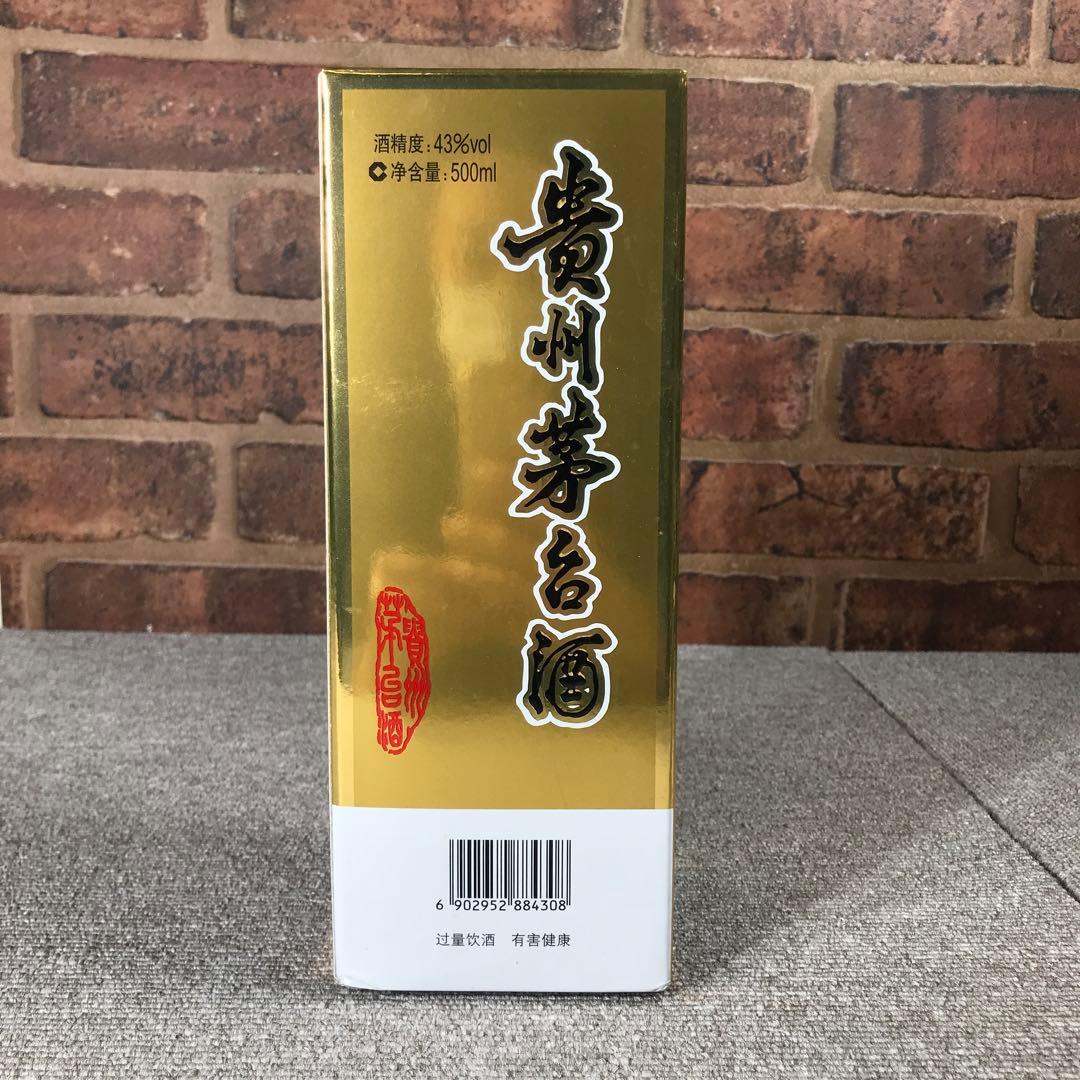 酒精度:43%vol
净含量:500ml
贵州茅台酒
貴州
茅台酒
6 902952 884308
过量饮酒 有害健康